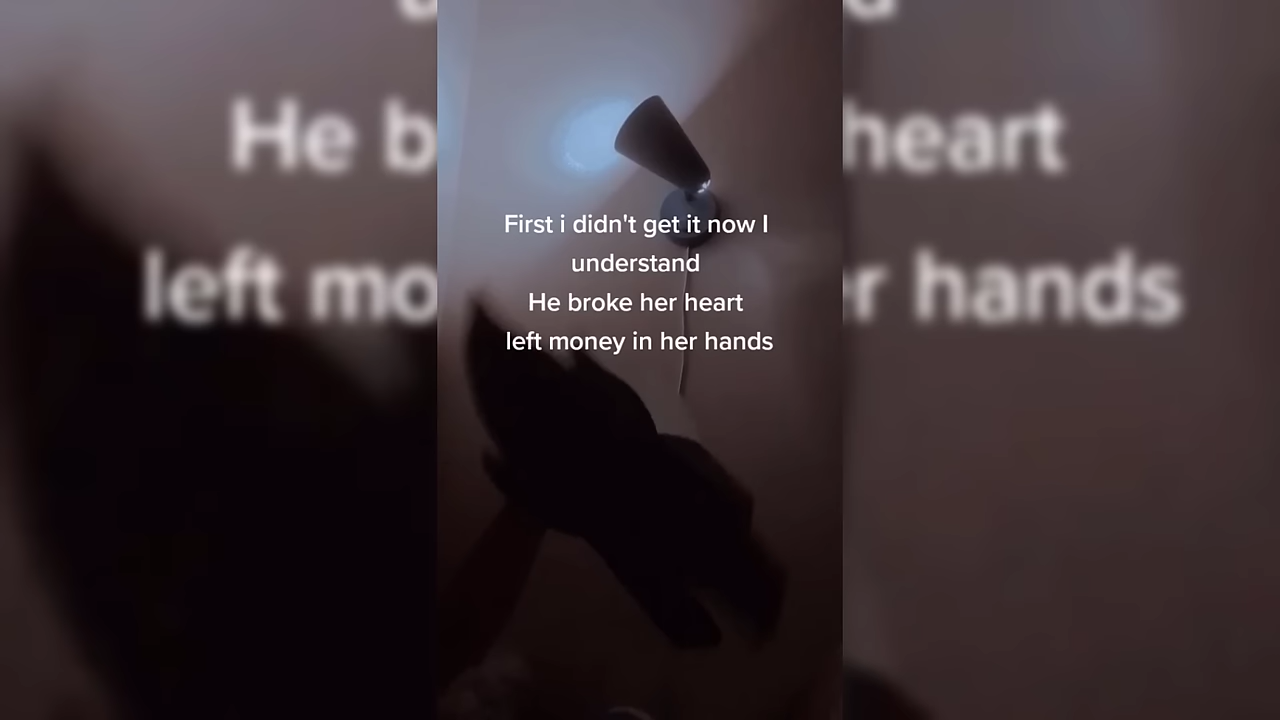 First i didn't get it now I
understand
He broke her heart
left money in her hands